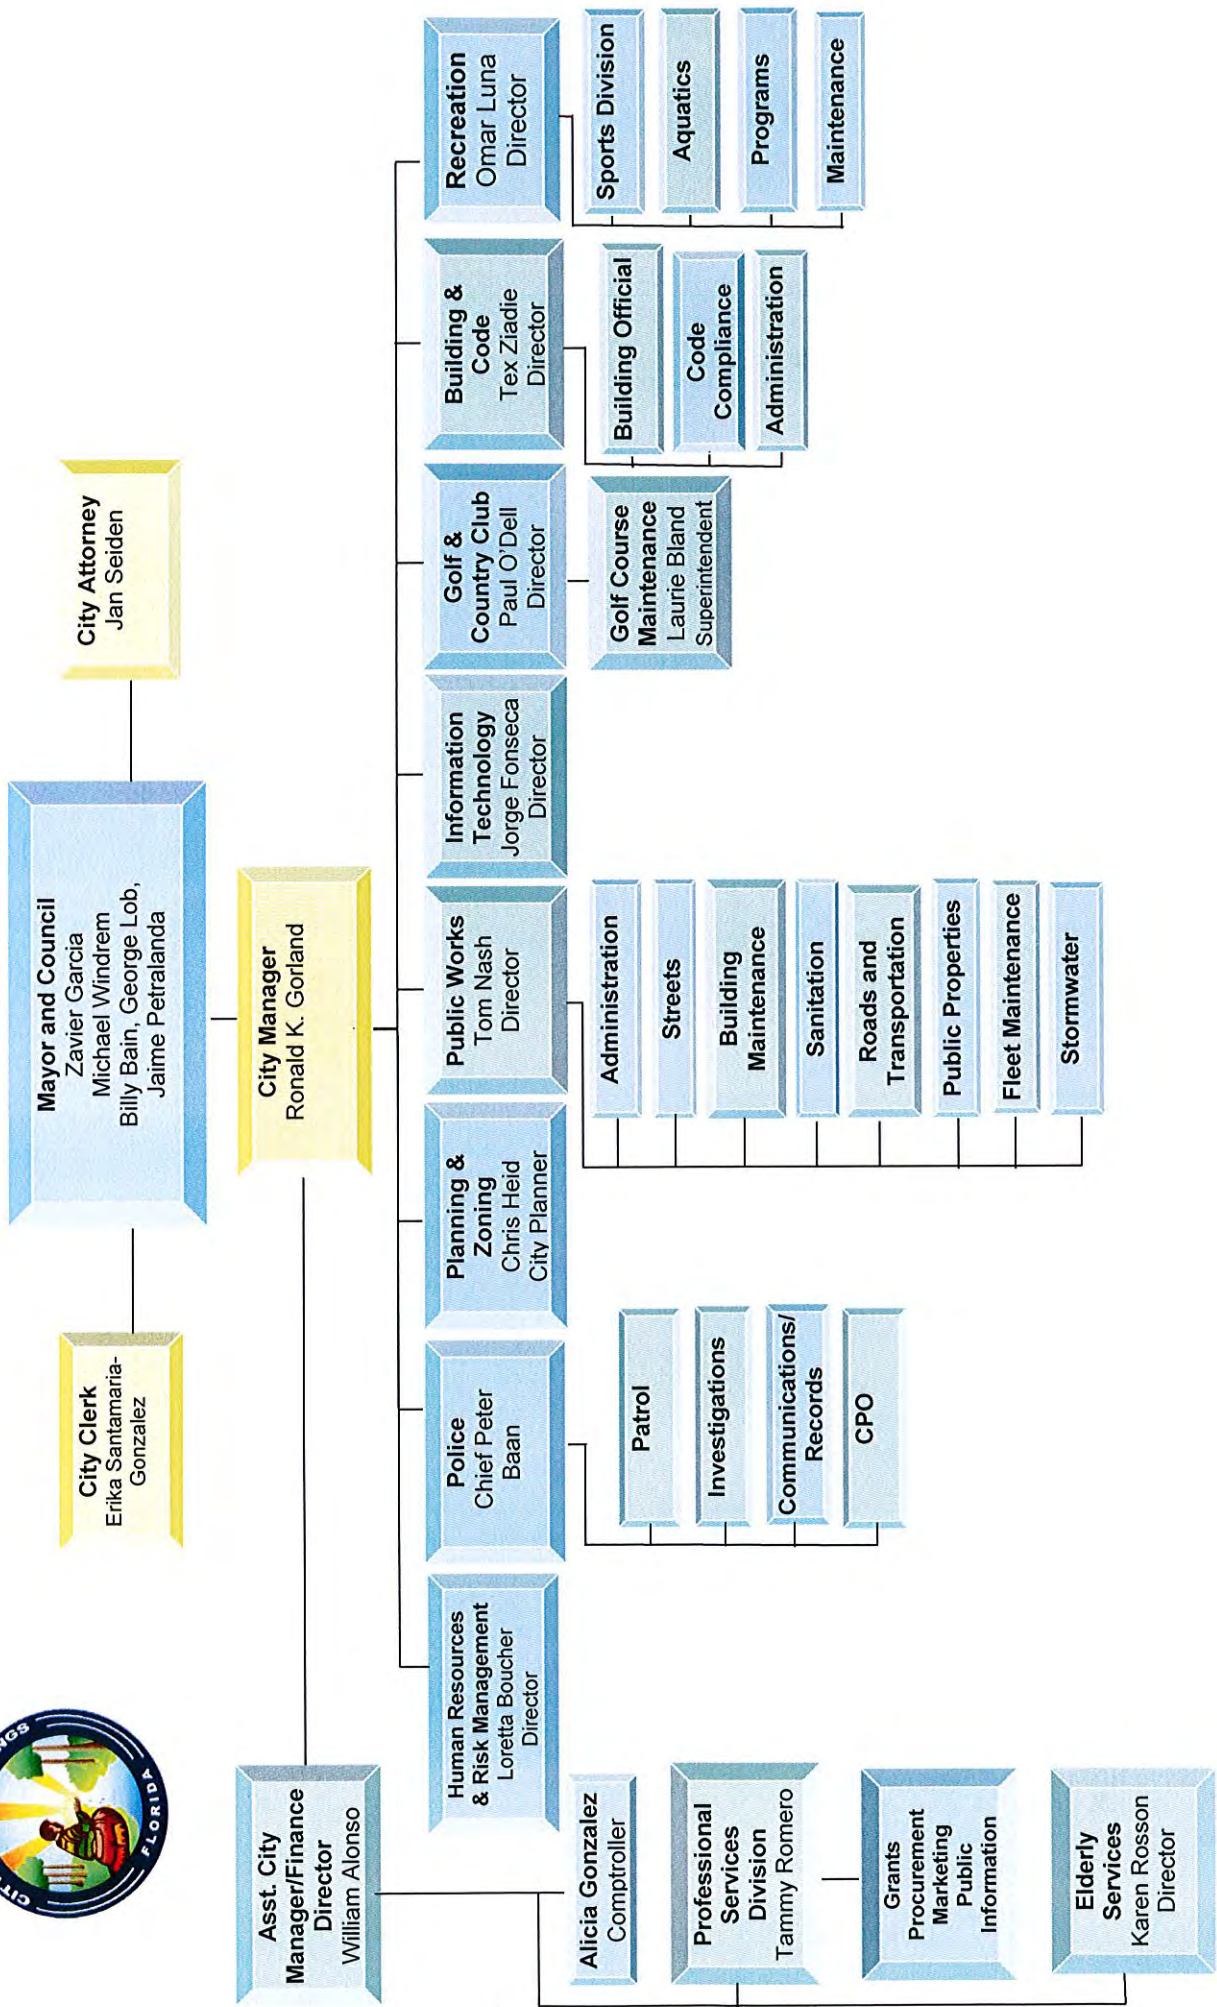 CIT
NGS
FLORIDA
Mayor and Council
Zavier Garcia
Michael Windrem
Billy Bain, George Lob,
Jaime Petralanda
City Clerk
Erika Santamaria-
Gonzalez
City Attorney
Jan Seiden
City Manager
Ronald K. Gorland
Asst. City
Manager/Finance
Director
William Alonso
Alicia Gonzalez
Comptroller
Professional
Services
Division
Tammy Romero
Grants
Procurement
Marketing
Public
Information
Elderly
Services
Karen Rosson
Director
Human Resources
& Risk Management
Loretta Boucher
Director
Police
Chief Peter
Baan
Patrol
Investigations
Communications/
Records
CPO
Planning &
Zoning
Chris Heid
City Planner
Public Works
Tom Nash
Director
Administration
Streets
Building
Maintenance
Sanitation
Roads and
Transportation
Public Properties
Fleet Maintenance
Stormwater
Information
Technology
Jorge Fonseca
Director
Golf &
Country Club
Paul O'Dell
Director
Golf Course
Maintenance
Laurie Bland
Superintendent
Building &
Code
Tex Ziadie
Director
Building Official
Code
Compliance
Administration
Recreation
Omar Luna
Director
Sports Division
Aquatics
Programs
Maintenance